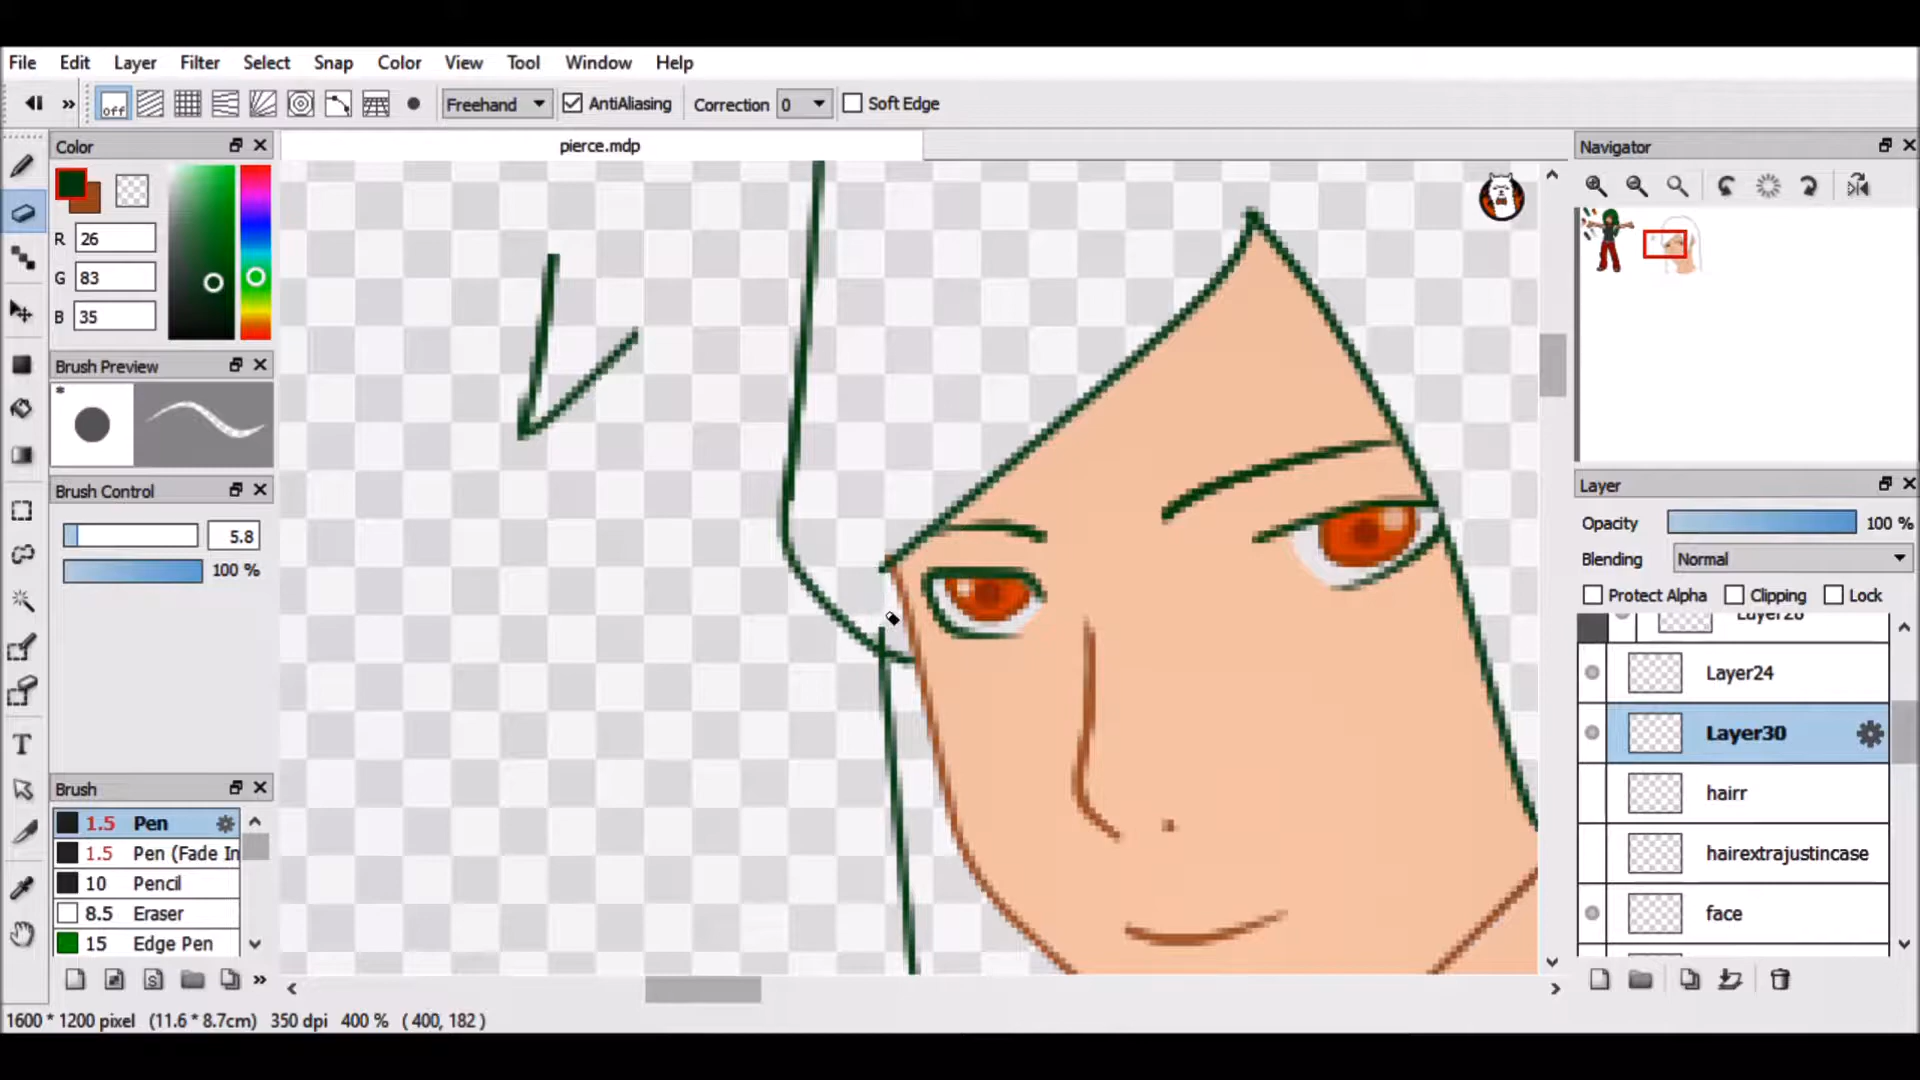 File Edit Layer Filter Select Snap Color View Tool Window Help
off Freehand AntiAliasing Correction 0 Soft Edge
Color
pierce.mdp
Navigator
R 26
G 83
B 35
Brush Preview
*
Brush Control
5.8
100 %
Layer
Opacity 100 %
Blending Normal
Protect Alpha Clipping Lock
Layer24
Layer30
hairr
hairextrajustincase
face
Brush
1.5 Pen
1.5 Pen (Fade In
10 Pencil
8.5 Eraser
15 Edge Pen
1600 * 1200 pixel (11.6 * 8.7cm) 350 dpi 400 % ( 400, 182 )